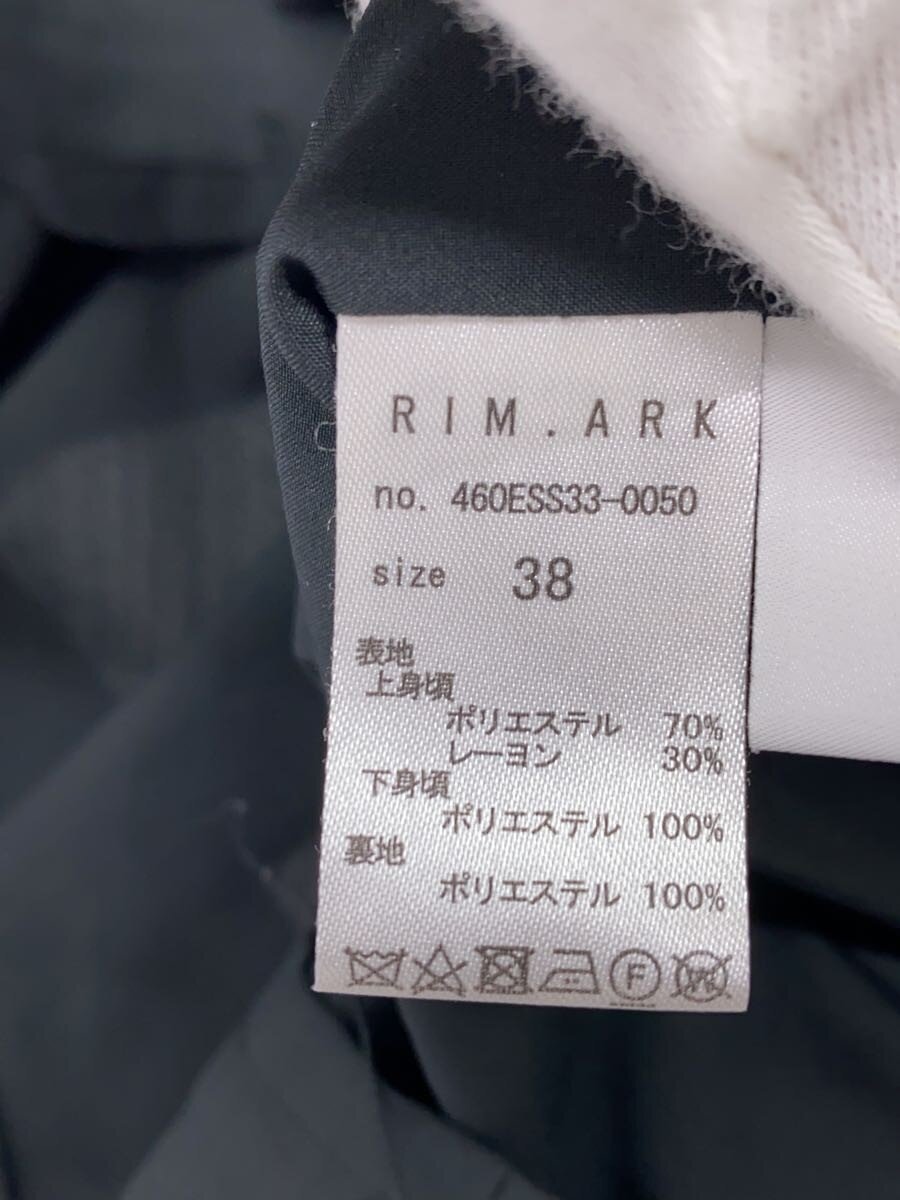 RIM.ARK
no. 460ESS33-0050
size 38
表地
上身頃
ポリエステル 70%
レーヨン 30%
下身頃
ポリエステル 100%
裏地
ポリエステル 100%
F W